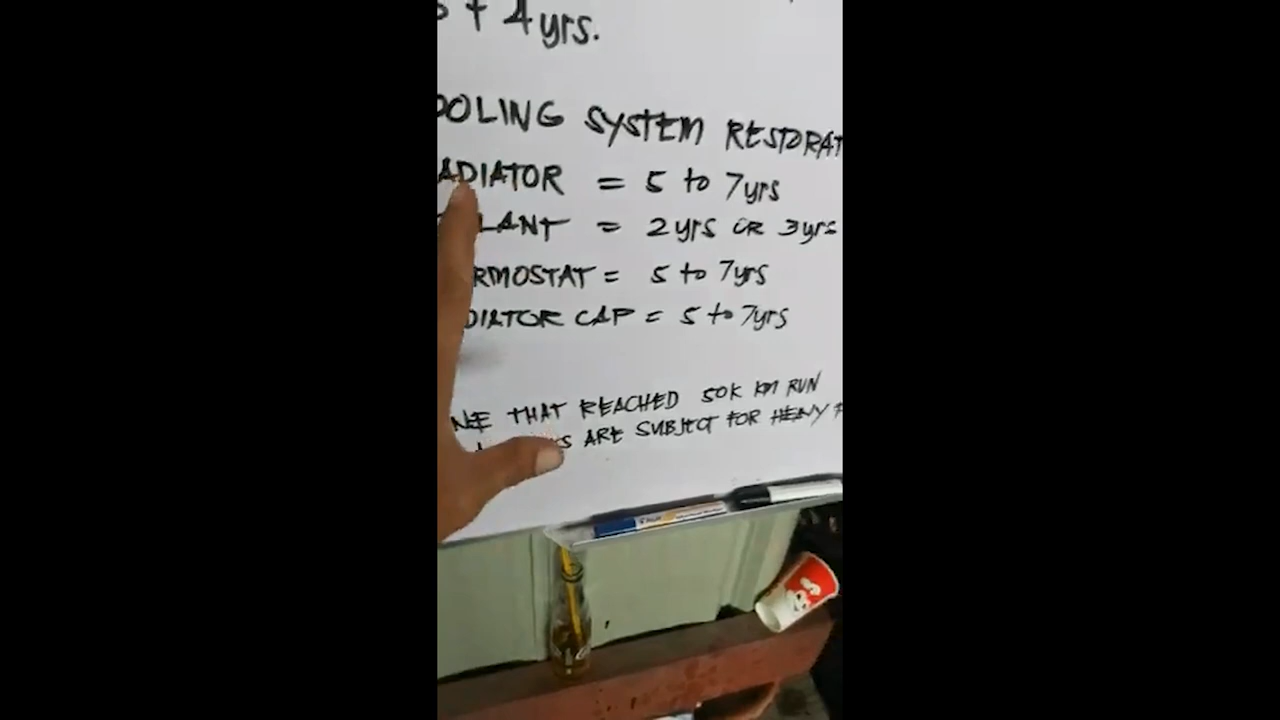 + 4yrs.
OOLING SYSTEM RESTORAT
ADIATOR = 5 to 7yrs
LANT = 2yrs OR 3yrs
RMOSTAT = 5 to 7yrs
DIATOR CAP = 5 to 7yrs
NE THAT REACHED 50K KM RUN
S ARE SUBJECT FOR HEAVY